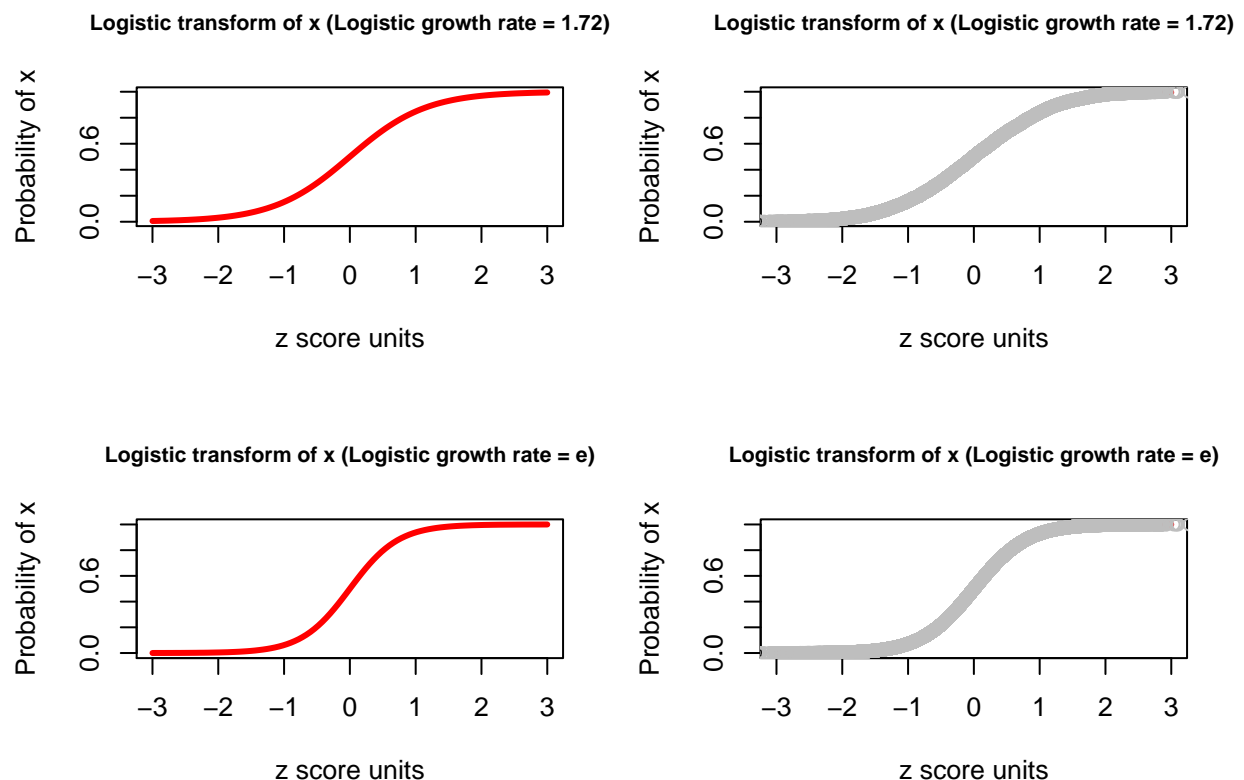 Logistic transform of x (Logistic growth rate = 1.72)
Probability of x
0.0 0.6
−3 −2 −1 0 1 2 3
z score units
Logistic transform of x (Logistic growth rate = 1.72)
Probability of x
0.0 0.6
−3 −2 −1 0 1 2 3
z score units
Logistic transform of x (Logistic growth rate = e)
Probability of x
0.0 0.6
−3 −2 −1 0 1 2 3
z score units
Logistic transform of x (Logistic growth rate = e)
Probability of x
0.0 0.6
−3 −2 −1 0 1 2 3
z score units